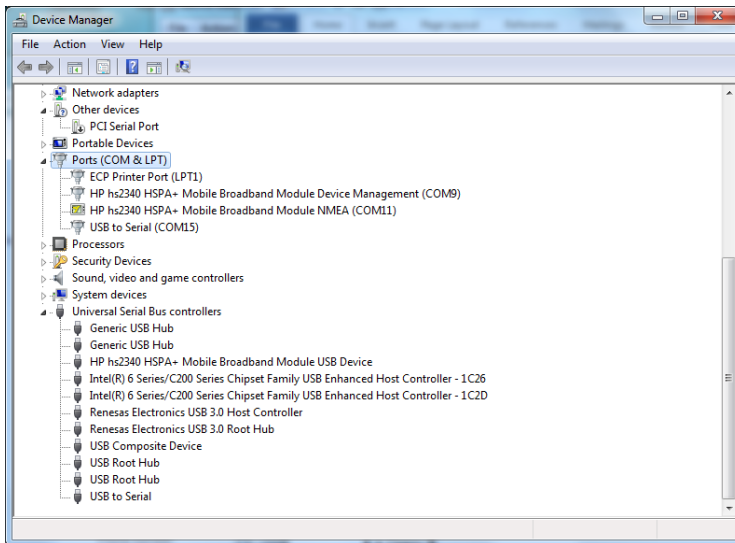 Device Manager
File Action View Help
Network adapters
Other devices
PCI Serial Port
Portable Devices
Ports (COM & LPT)
ECP Printer Port (LPT1)
HP hs2340 HSPA+ Mobile Broadband Module Device Management (COM9)
HP hs2340 HSPA+ Mobile Broadband Module NMEA (COM11)
USB to Serial (COM15)
Processors
Security Devices
Sound, video and game controllers
System devices
Universal Serial Bus controllers
Generic USB Hub
Generic USB Hub
HP hs2340 HSPA+ Mobile Broadband Module USB Device
Intel(R) 6 Series/C200 Series Chipset Family USB Enhanced Host Controller - 1C26
Intel(R) 6 Series/C200 Series Chipset Family USB Enhanced Host Controller - 1C2D
Renesas Electronics USB 3.0 Host Controller
Renesas Electronics USB 3.0 Root Hub
USB Composite Device
USB Root Hub
USB Root Hub
USB to Serial